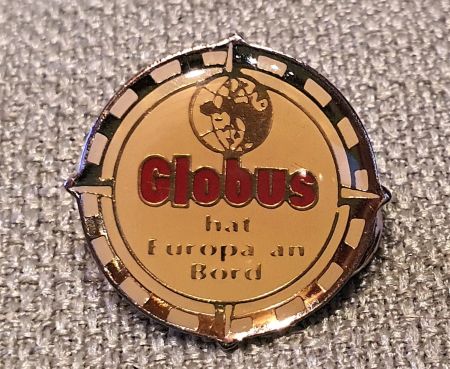 Globus
hat
Europa an
Bord